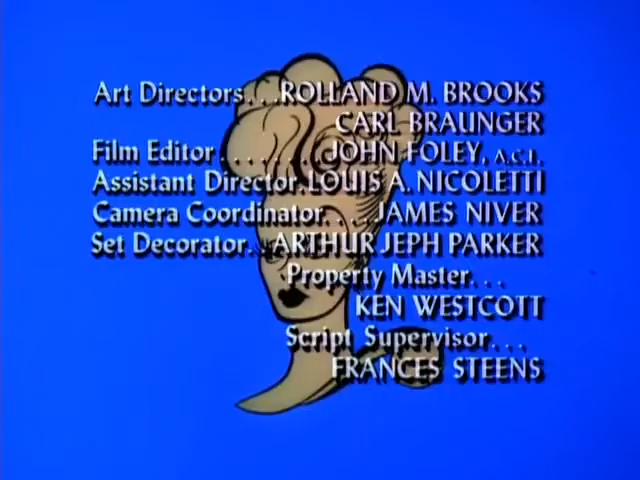 Art Directors...ROLLAND M. BROOKS
CARL BRAUNGER
Film Editor........JOHN FOLEY, A.C.E.
Assistant Director.LOUIS A. NICOLETTI
Camera Coordinator....JAMES NIVER
Set Decorator..ARTHUR JEPH PARKER
Property Master...
KEN WESTCOTT
Script Supervisor...
FRANCES STEENS